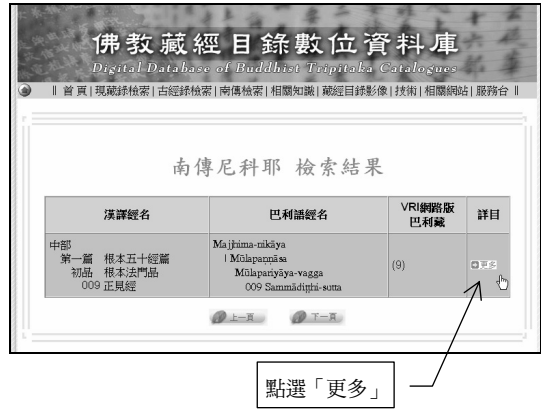 佛教藏經目錄數位資料庫
Digital Database of Buddhist Tripitaka Catalogues
‖ 首頁 | 現藏錄檢索 | 古經錄檢索 | 南傳檢索 | 相關知識 | 藏經目錄影像 | 技術 | 相關網站 | 服務台 ‖
南傳尼科耶 檢索結果
漢譯經名 巴利語經名 VRI網路版巴利藏 詳目
中部
第一篇 根本五十經篇
初品 根本法門品
009 正見經
Majjhima-nikāya
I Mūlapaṇṇāsa
Mūlapariyāya-vagga
009 Sammādiṭṭhi-sutta
(9)
更多
上一頁 下一頁
點選「更多」